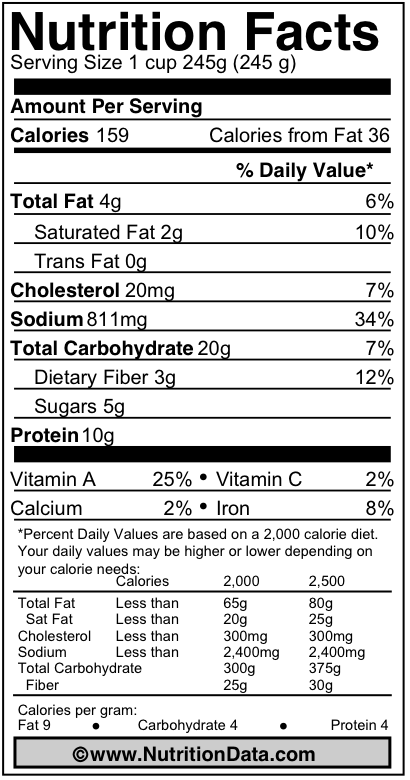 Nutrition Facts
Serving Size 1 cup 245g (245 g)
Amount Per Serving
Calories 159 Calories from Fat 36
% Daily Value*
Total Fat 4g 6%
Saturated Fat 2g 10%
Trans Fat 0g
Cholesterol 20mg 7%
Sodium 811mg 34%
Total Carbohydrate 20g 7%
Dietary Fiber 3g 12%
Sugars 5g
Protein 10g
Vitamin A 25% • Vitamin C 2%
Calcium 2% • Iron 8%
*Percent Daily Values are based on a 2,000 calorie diet.
Your daily values may be higher or lower depending on
your calorie needs:
Calories 2,000 2,500
Total Fat Less than 65g 80g
Sat Fat Less than 20g 25g
Cholesterol Less than 300mg 300mg
Sodium Less than 2,400mg 2,400mg
Total Carbohydrate 300g 375g
Fiber 25g 30g
Calories per gram:
Fat 9 • Carbohydrate 4 • Protein 4
©www.NutritionData.com